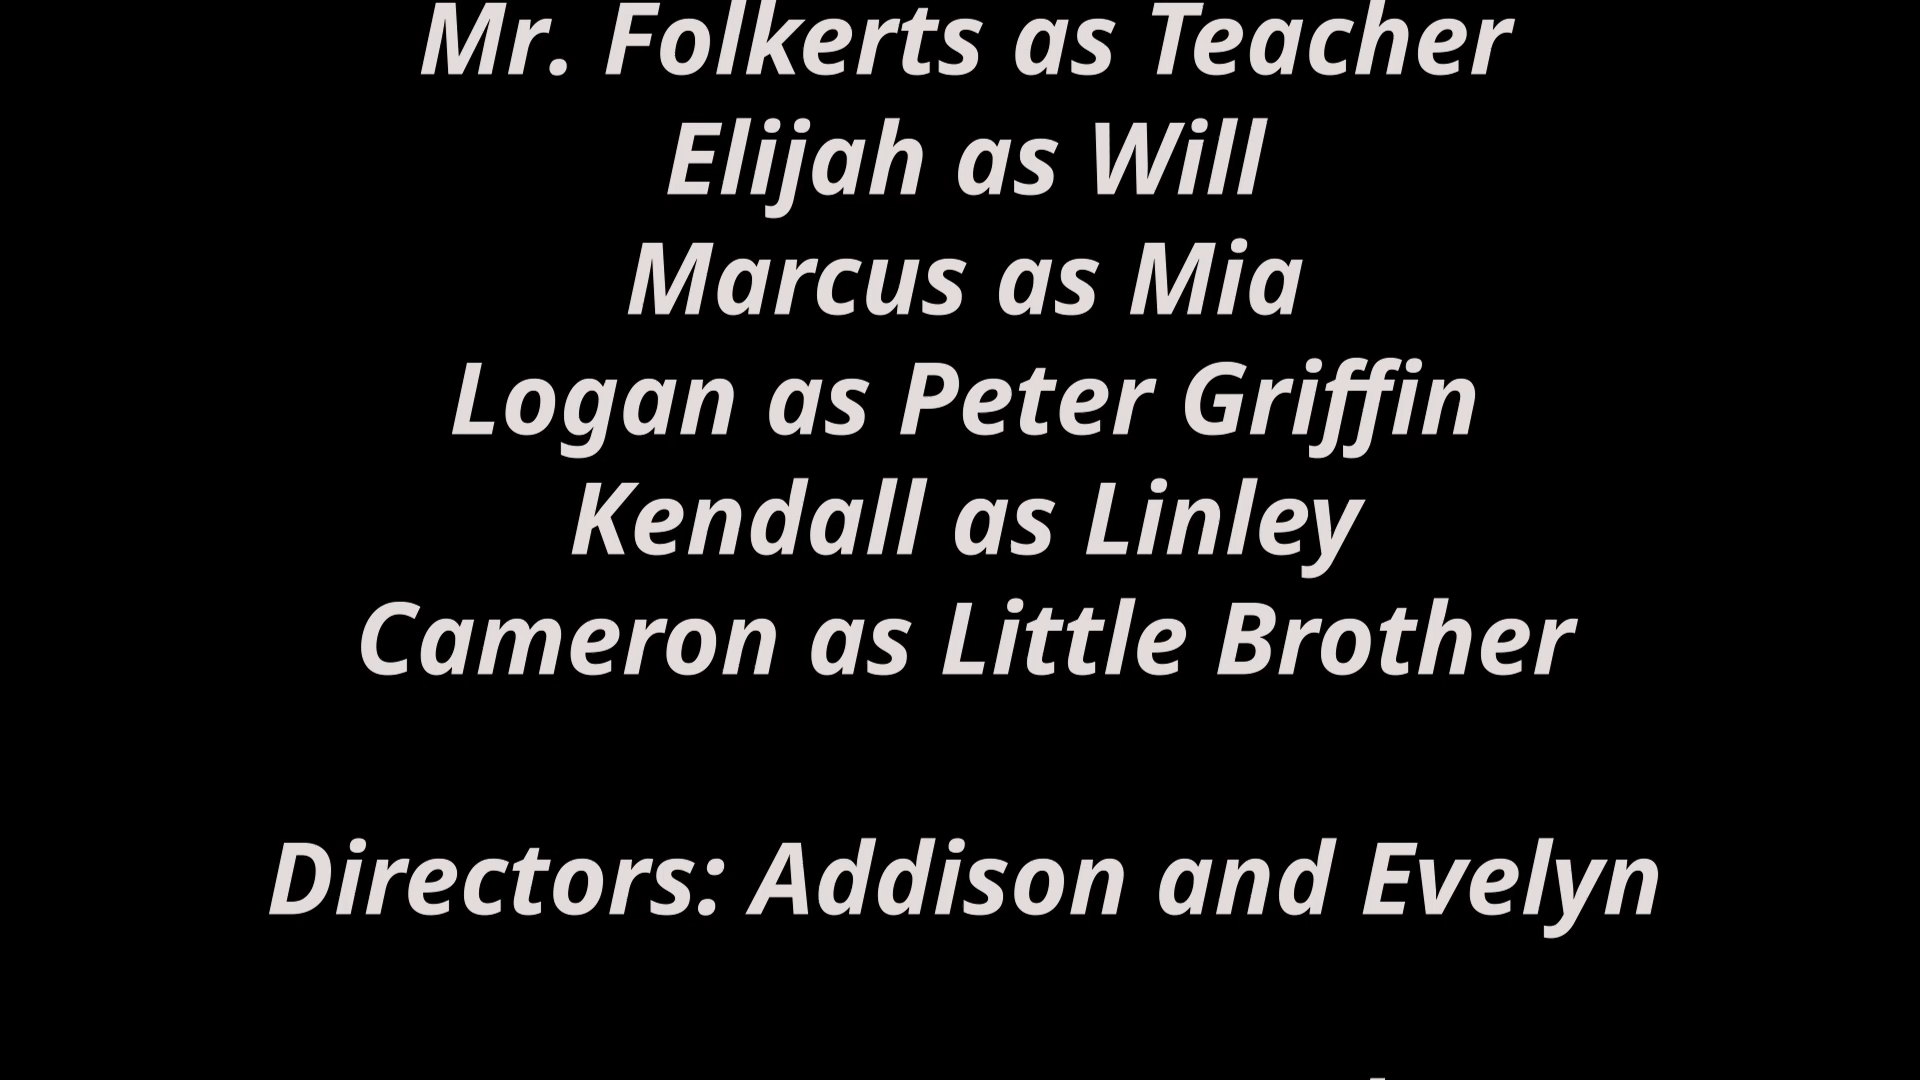 Mr. Folkerts as Teacher
Elijah as Will
Marcus as Mia
Logan as Peter Griffin
Kendall as Linley
Cameron as Little Brother
Directors: Addison and Evelyn